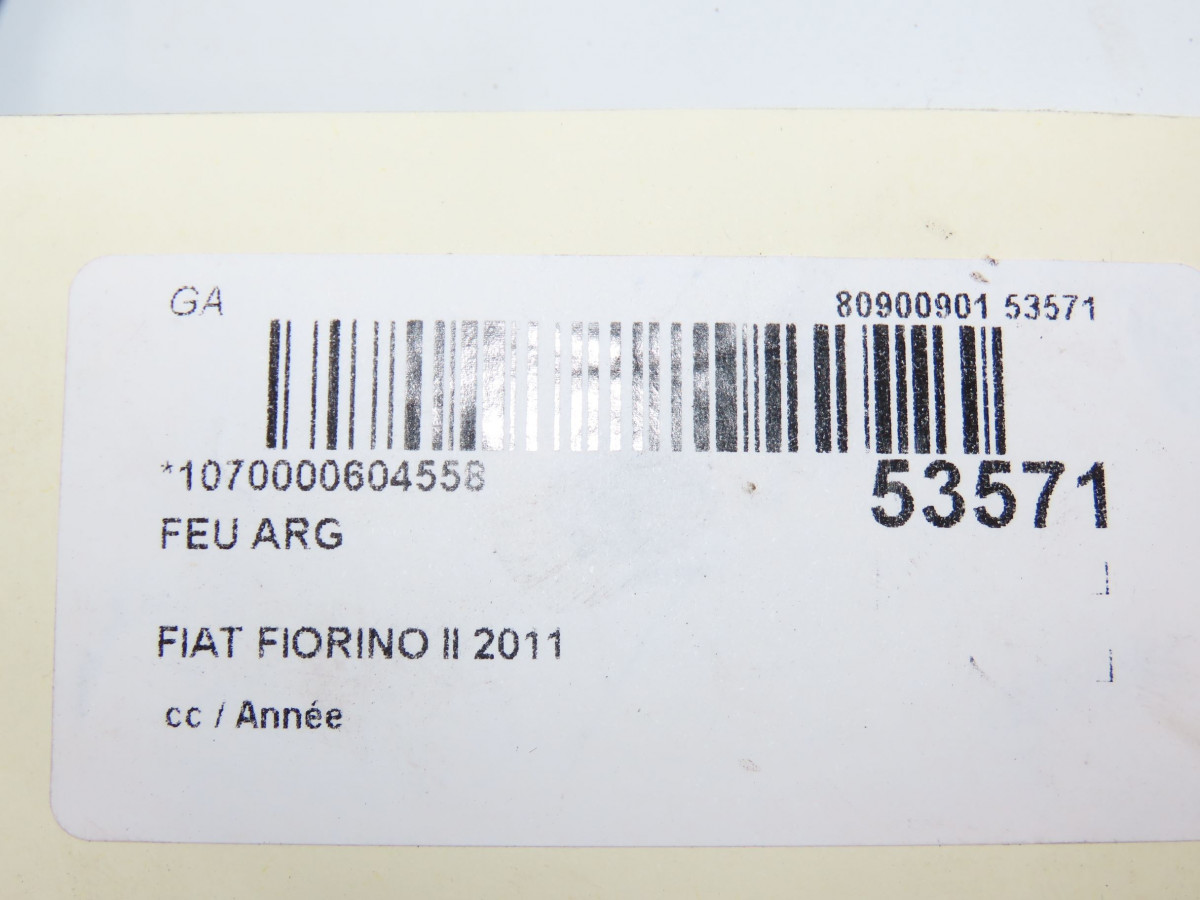 GA 80900901 53571
*1070000604558 53571
FEU ARG
FIAT FIORINO II 2011
cc / Année